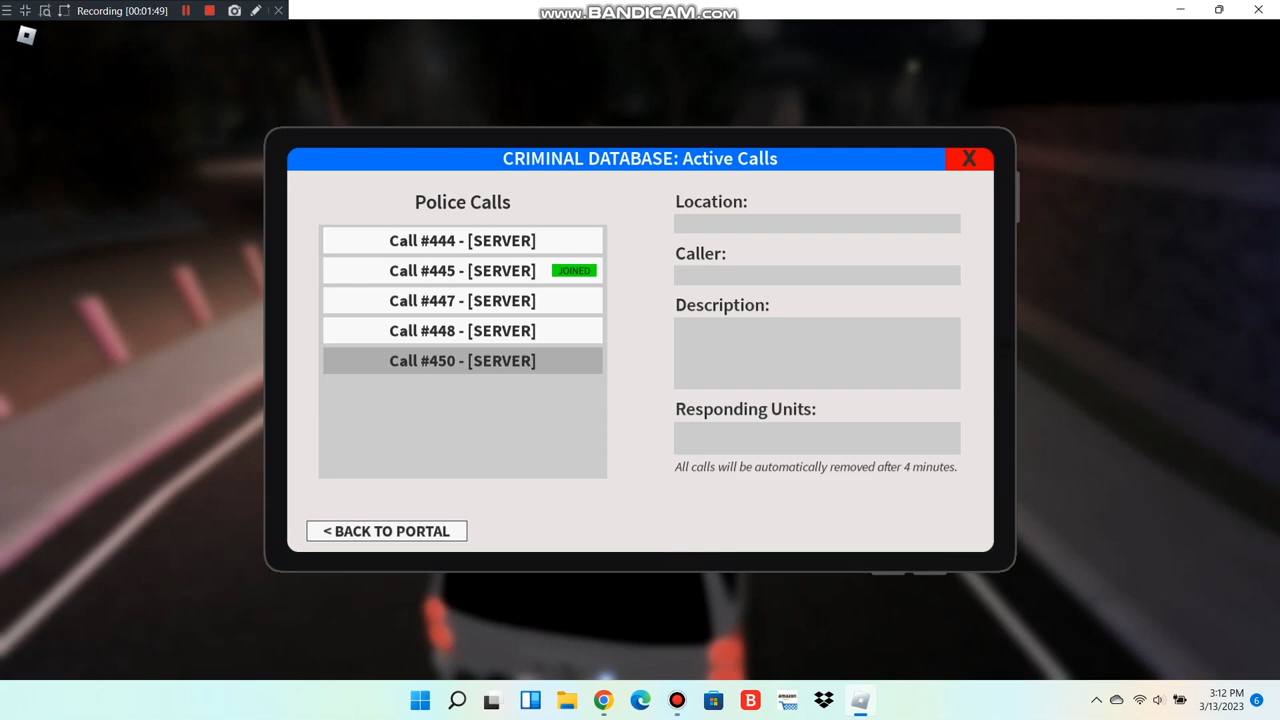 Recording [00:01:49]
www.BANDICAM.com
CRIMINAL DATABASE: Active Calls
X
Police Calls
Call #444 - [SERVER]
Call #445 - [SERVER] JOINED
Call #447 - [SERVER]
Call #448 - [SERVER]
Call #450 - [SERVER]
Location:
Caller:
Description:
Responding Units:
All calls will be automatically removed after 4 minutes.
< BACK TO PORTAL
B
amazon
3:12 PM
3/13/2023
6